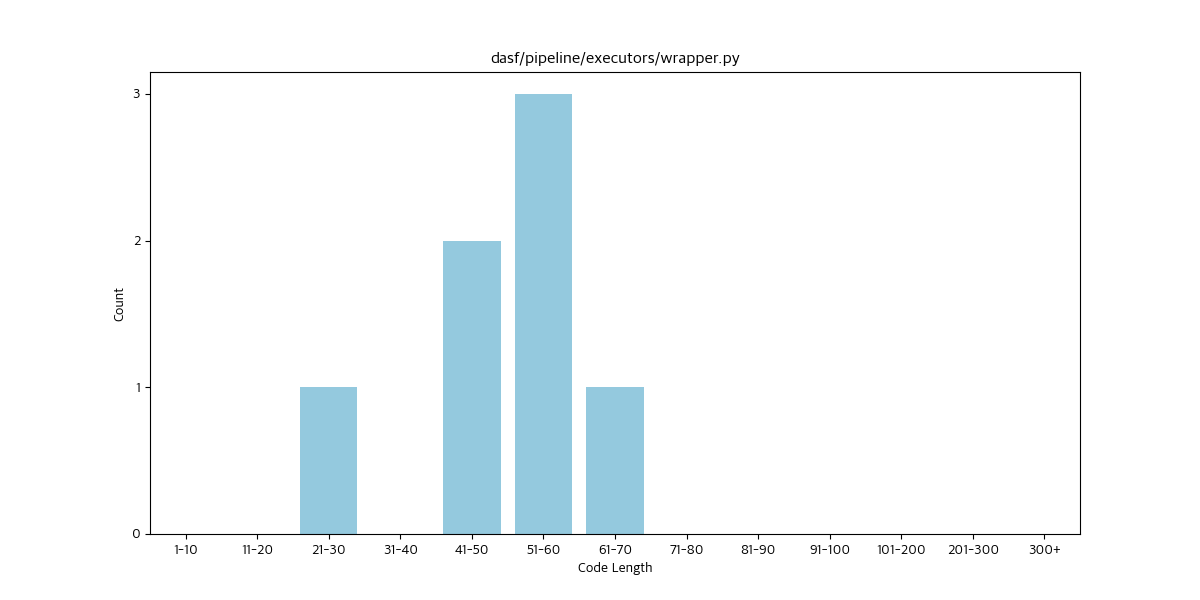 dasf/pipeline/executors/wrapper.py
3
2
1
0
Count
1-10 11-20 21-30 31-40 41-50 51-60 61-70 71-80 81-90 91-100 101-200 201-300 300+
Code Length